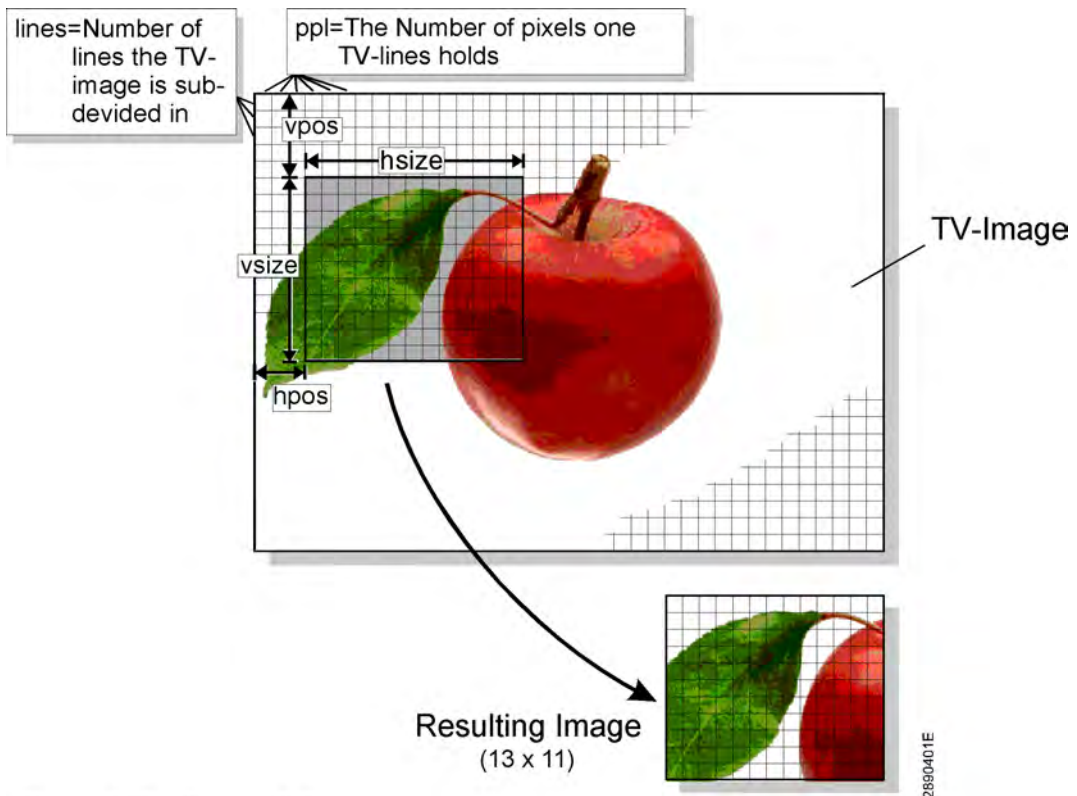 lines=Number of
lines the TV-
image is sub-
devided in
ppl=The Number of pixels one
TV-lines holds
vpos
hsize
vsize
hpos
TV-Image
Resulting Image
(13 x 11)
2890401E